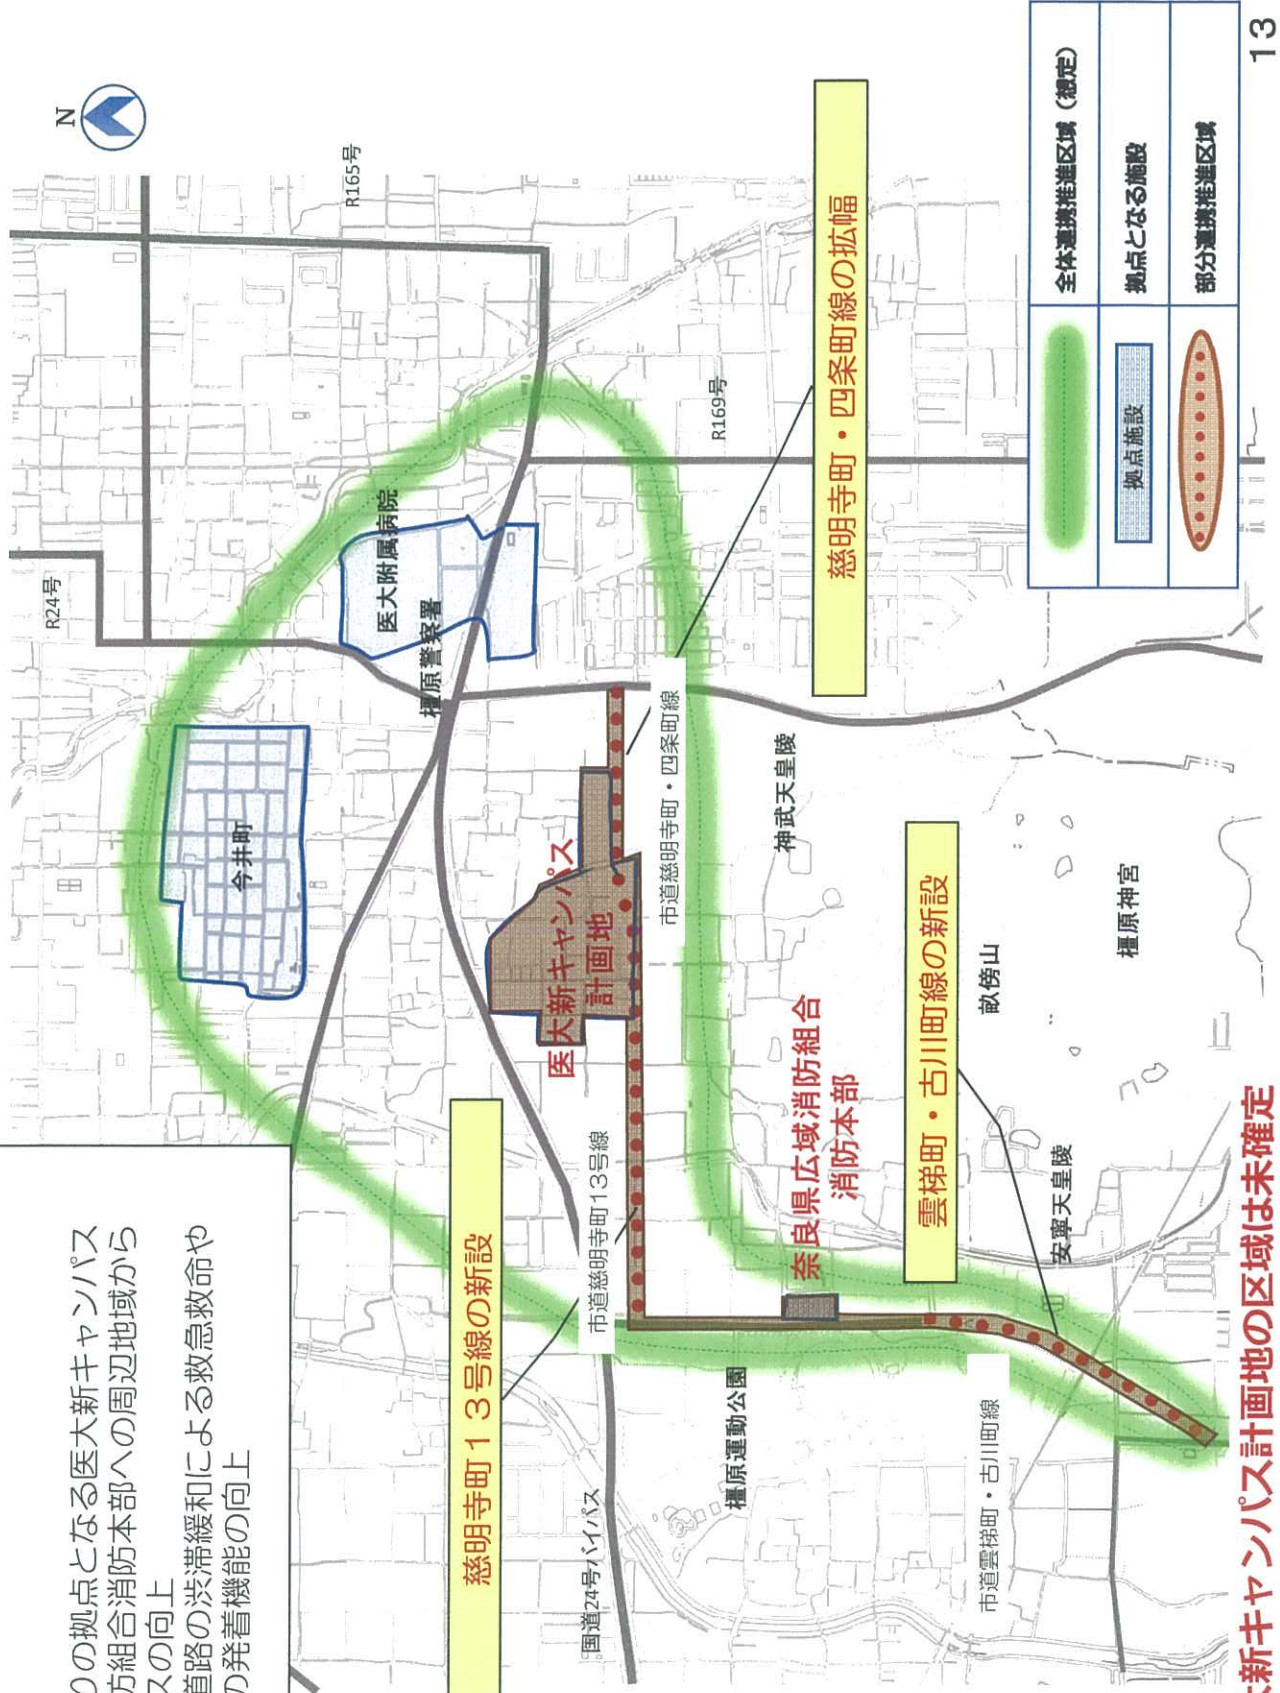 りの拠点となる医大新キャンパス
防組合消防本部への周辺地域から
スの向上
道路の渋滞緩和による救急救命や
の発着機能の向上
N
R24号
R165号
R169号
今井町
医大附属病院
橿原警察署
医大新キャンパス
計画地
慈明寺町13号線の新設
市道慈明寺町13号線
国道24号バイパス
市道慈明寺町・四条町線
慈明寺町・四条町線の拡幅
神武天皇陵
奈良県広域消防組合
消防本部
橿原運動公園
雲梯町・古川町線の新設
畝傍山
橿原神宮
安寧天皇陵
市道雲梯町・古川町線
全体連携推進区域(想定)
拠点施設
拠点となる施設
部分連携推進区域
新キャンパス計画地の区域は未確定
13